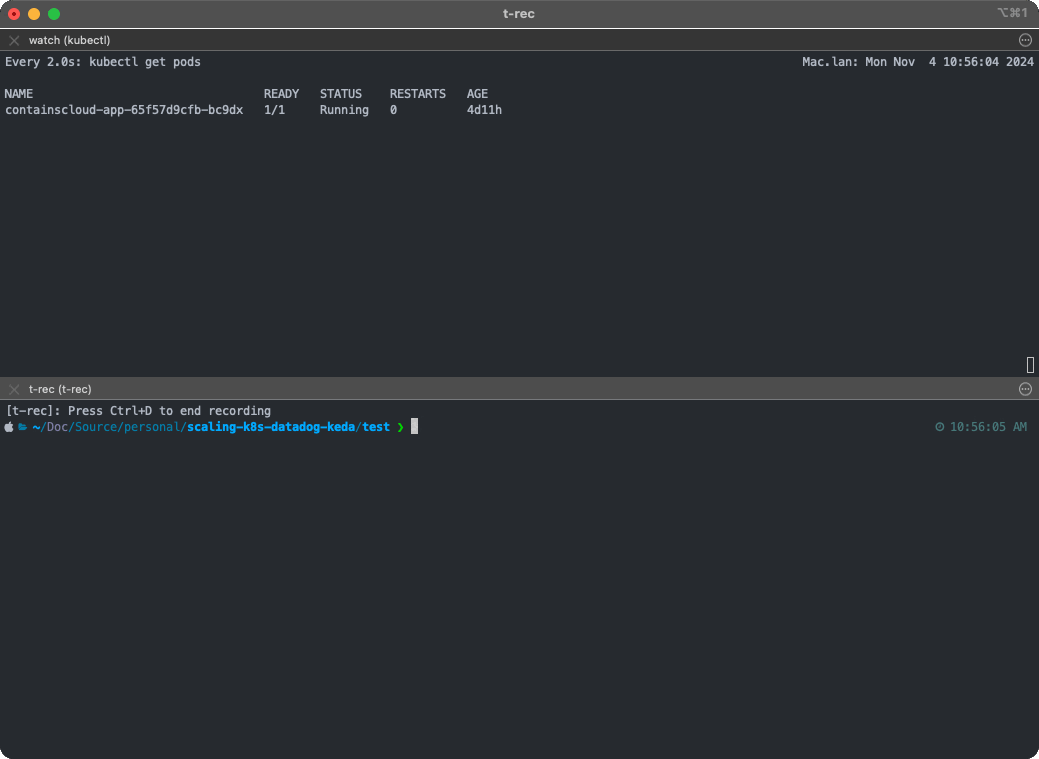 t-rec
⌥⌘1
watch (kubectl)
Every 2.0s: kubectl get pods Mac.lan: Mon Nov  4 10:56:04 2024
NAME READY STATUS RESTARTS AGE
containscloud-app-65f57d9cfb-bc9dx 1/1 Running 0 4d11h
t-rec (t-rec)
[t-rec]: Press Ctrl+D to end recording
~/Doc/Source/personal/scaling-k8s-datadog-keda/test ❯ 10:56:05 AM